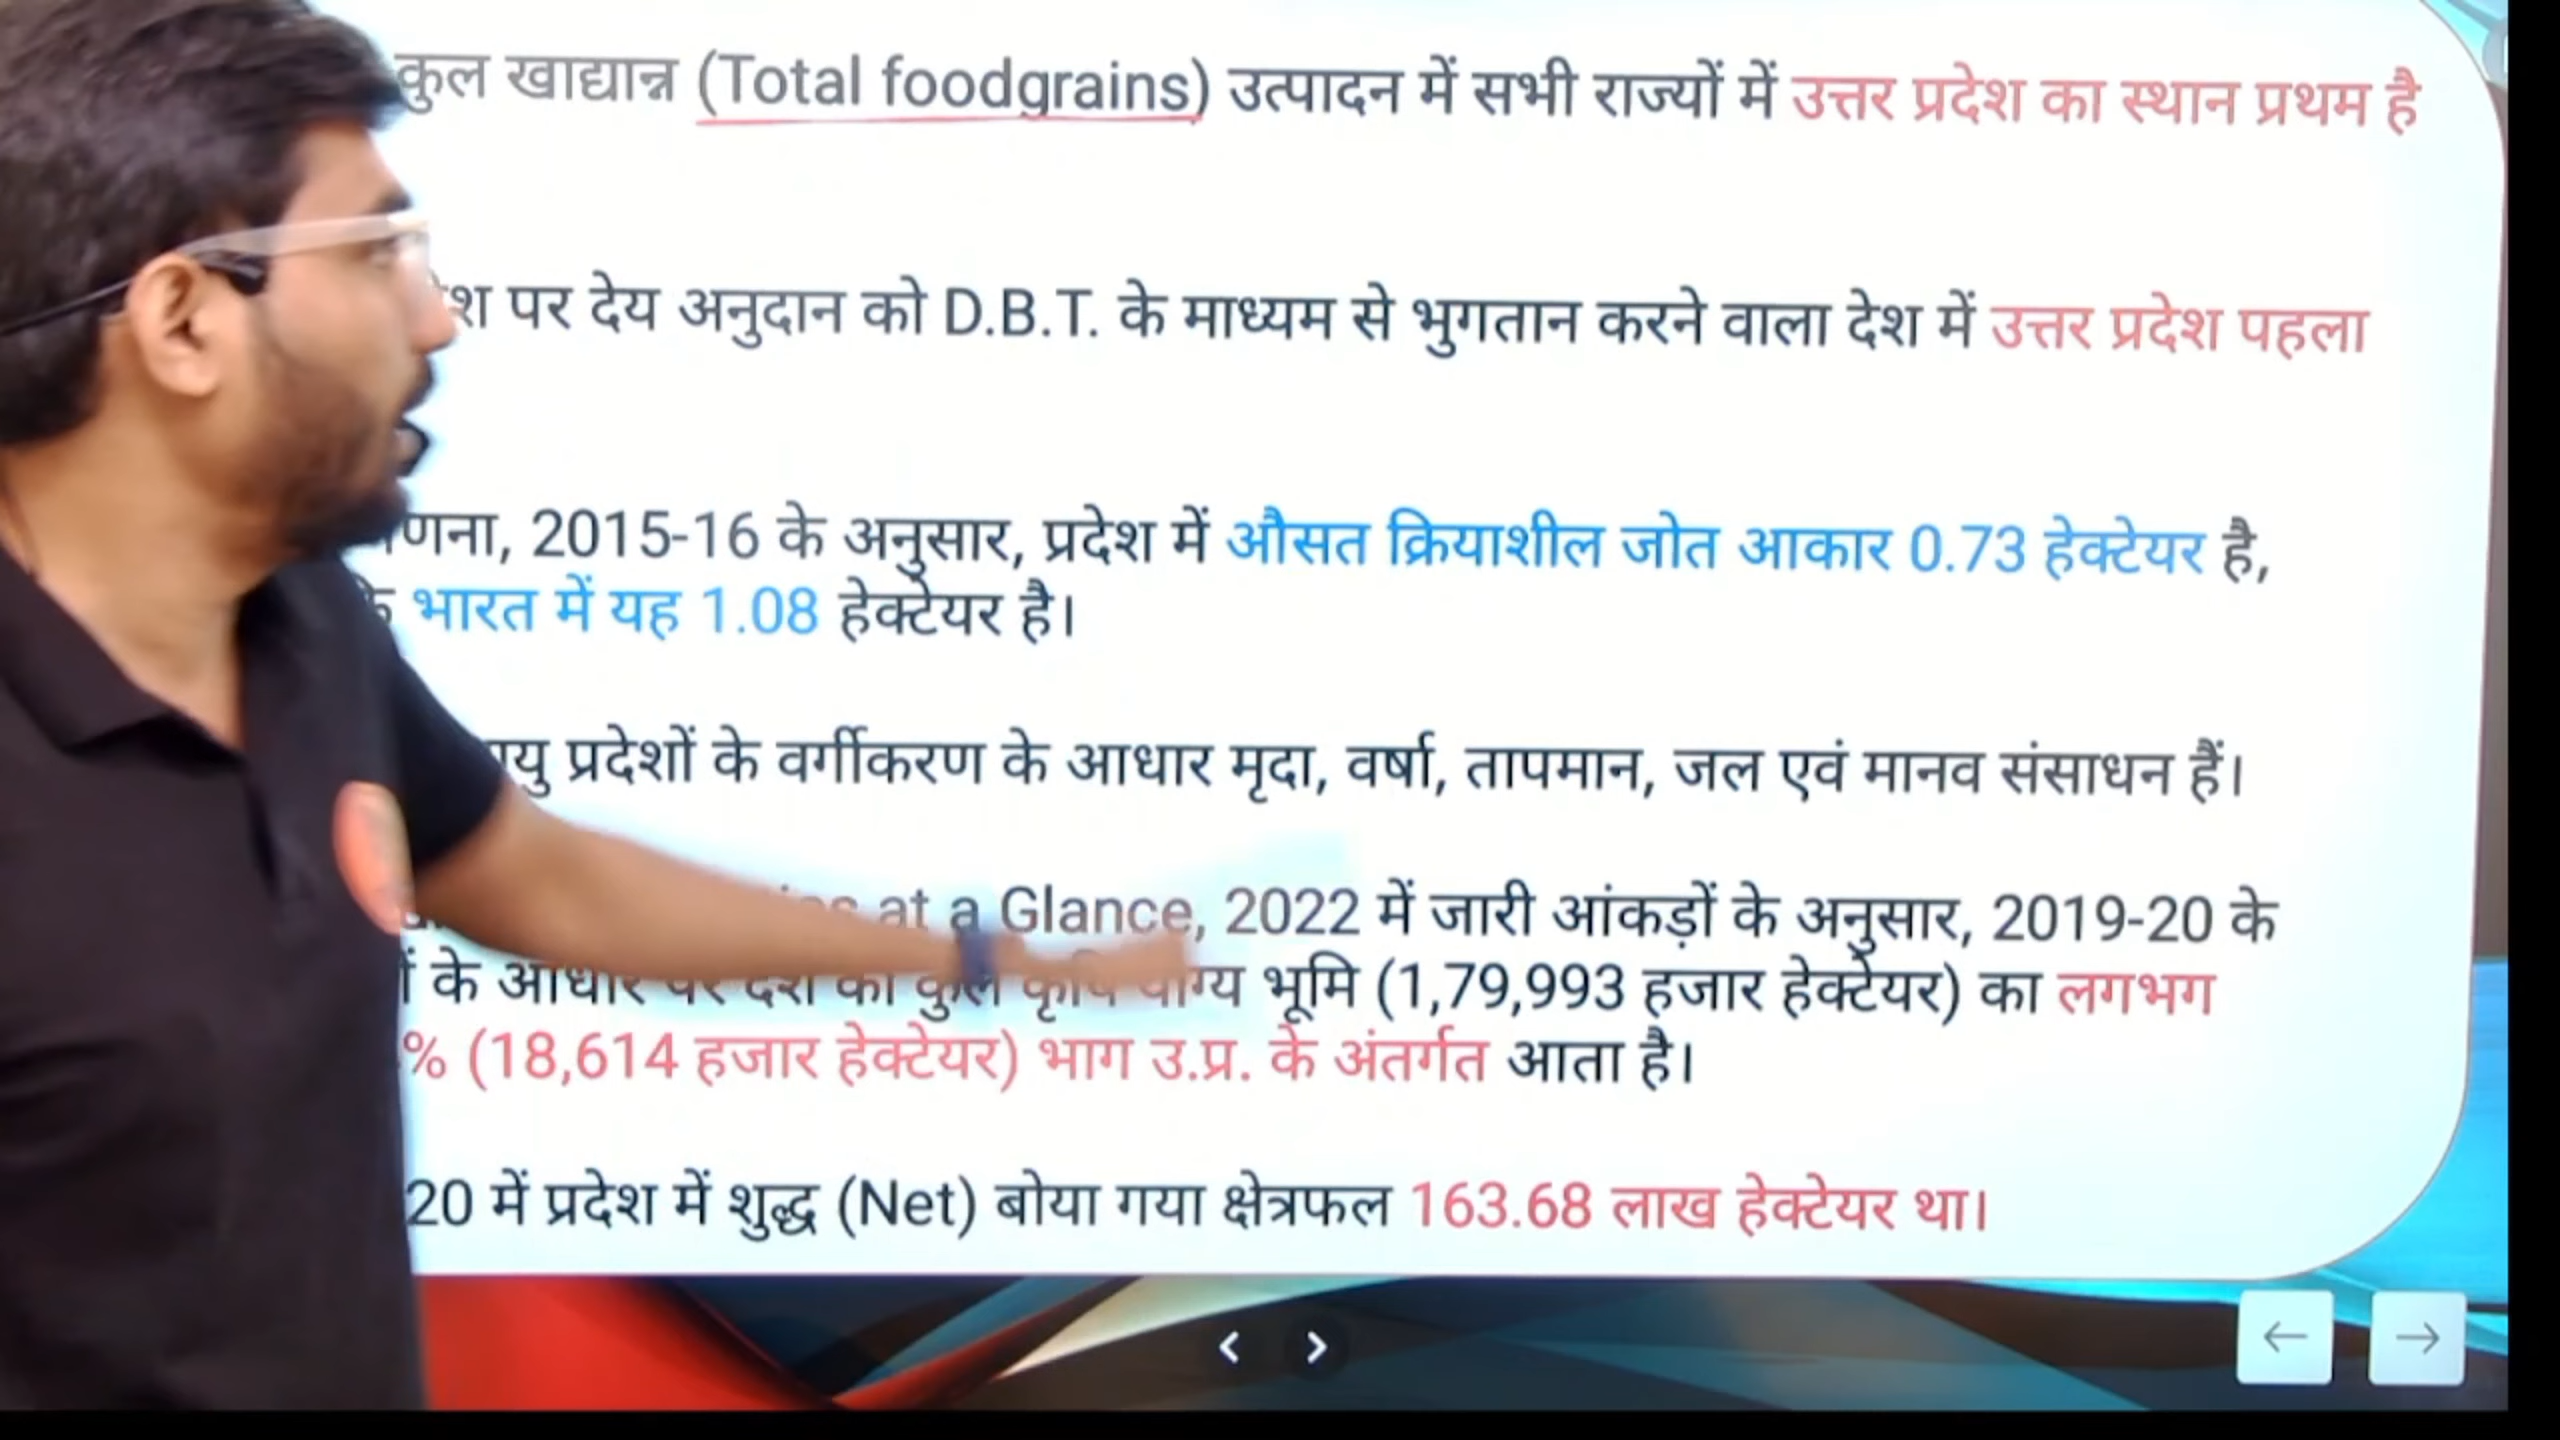 कुल खाद्यान्न (Total foodgrains) उत्पादन में सभी राज्यों में उत्तर प्रदेश का स्थान प्रथम है
पर देय अनुदान को D.B.T. के माध्यम से भुगतान करने वाला देश में उत्तर प्रदेश पहला
2015-16 के अनुसार, प्रदेश में औसत क्रियाशील जोत आकार 0.73 हेक्टेयर है,
भारत में यह 1.08 हेक्टेयर है।
प्रदेशों के वर्गीकरण के आधार मृदा, वर्षा, तापमान, जल एवं मानव संसाधन हैं।
at a Glance, 2022 में जारी आंकड़ों के अनुसार, 2019-20 के
के आधार पर देश की कुल कृषि योग्य भूमि (1,79,993 हजार हेक्टेयर) का लगभग
% (18,614 हजार हेक्टेयर) भाग उ.प्र. के अंतर्गत आता है।
20 में प्रदेश में शुद्ध (Net) बोया गया क्षेत्रफल 163.68 लाख हेक्टेयर था।